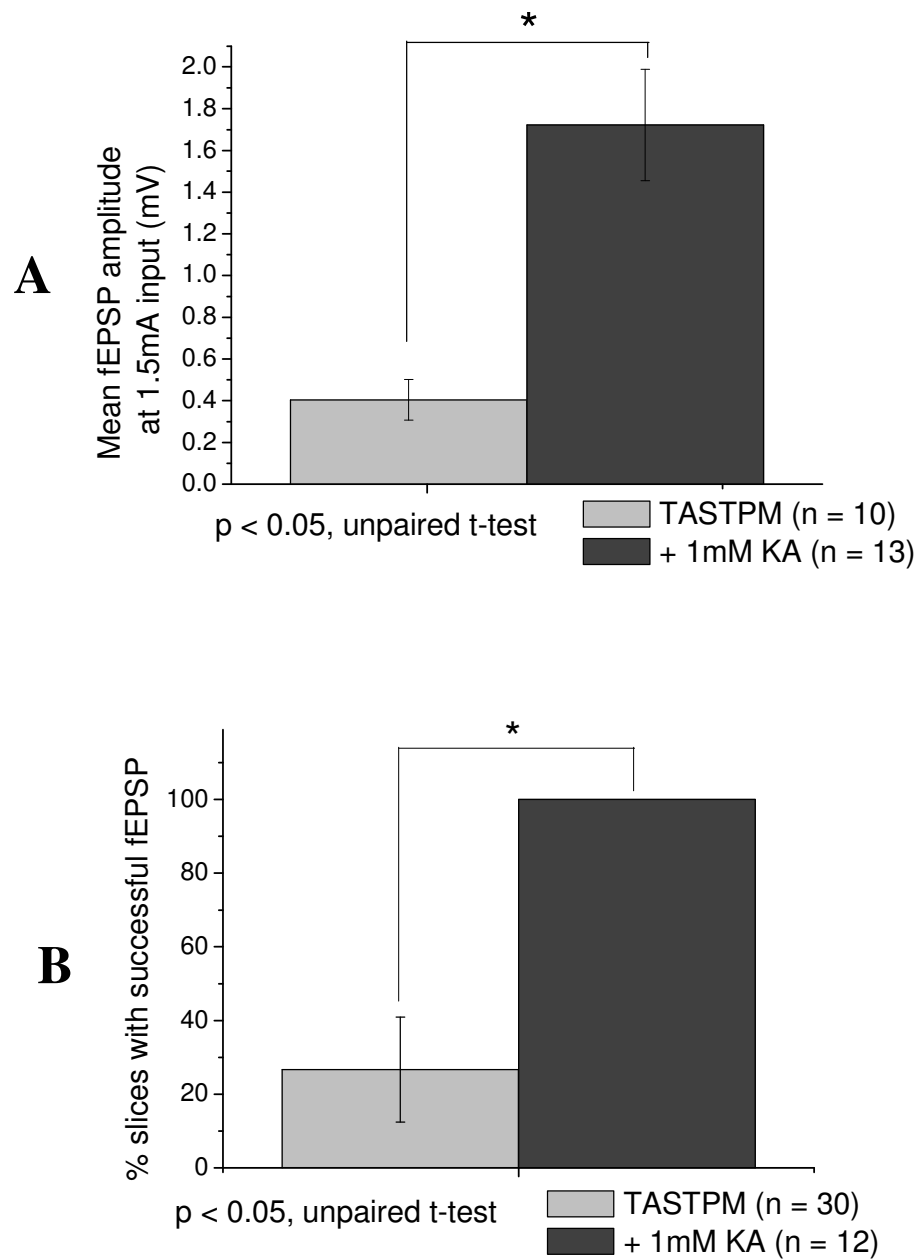 *
2.0
1.8
1.6
1.4
1.2
1.0
0.8
0.6
0.4
0.2
0.0
Mean fEPSP amplitude
at 1.5mA input (mV)
A
p < 0.05, unpaired t-test
TASTPM (n = 10)
+ 1mM KA (n = 13)
*
100
80
60
40
20
0
% slices with successful fEPSP
B
p < 0.05, unpaired t-test
TASTPM (n = 30)
+ 1mM KA (n = 12)